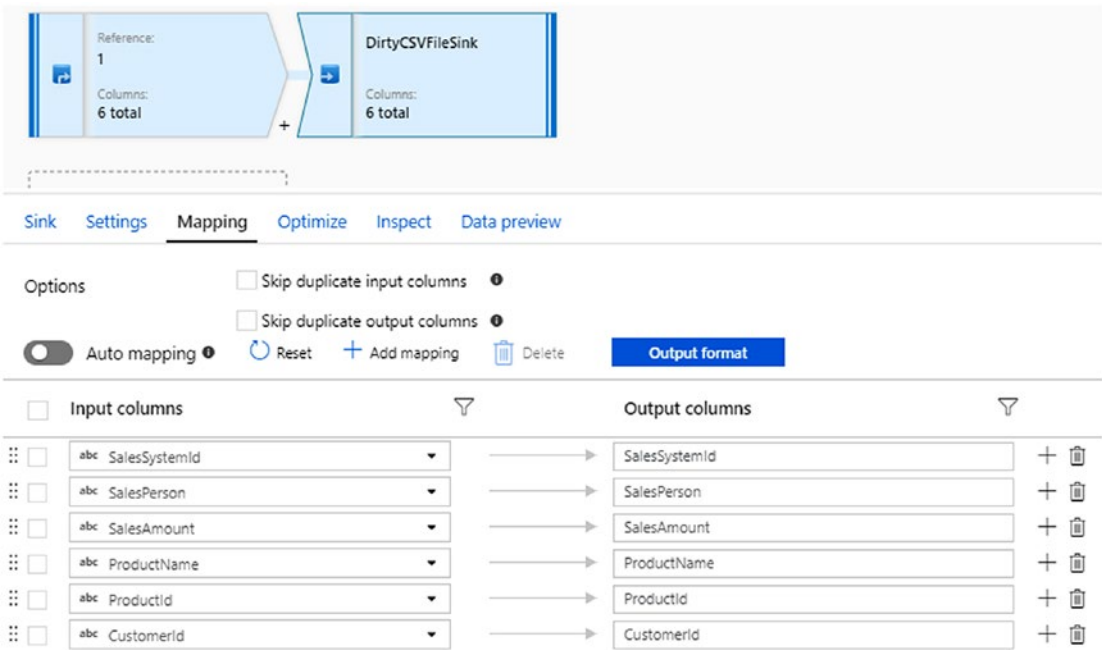 Reference:
1
Columns:
6 total
+
DirtyCSVFileSink
Columns:
6 total
Sink Settings Mapping Optimize Inspect Data preview
Options
Skip duplicate input columns
Skip duplicate output columns
Auto mapping Reset + Add mapping Delete Output format
Input columns Output columns
abc SalesSystemId SalesSystemId +
abc SalesPerson SalesPerson +
abc SalesAmount SalesAmount +
abc ProductName ProductName +
abc ProductId ProductId +
abc CustomerId CustomerId +